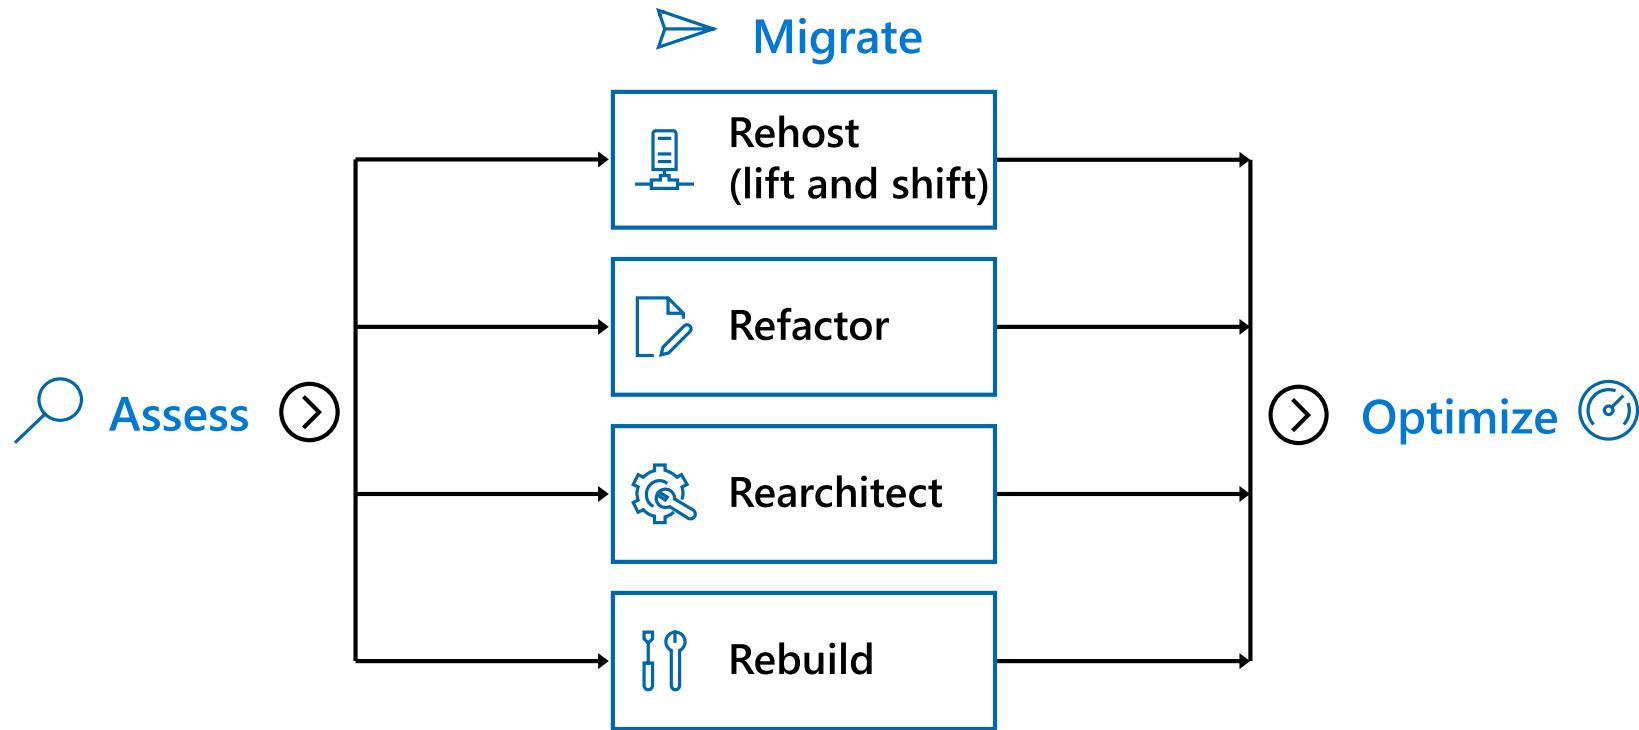 Migrate
Rehost
(lift and shift)
Refactor
Assess
Optimize
Rearchitect
Rebuild